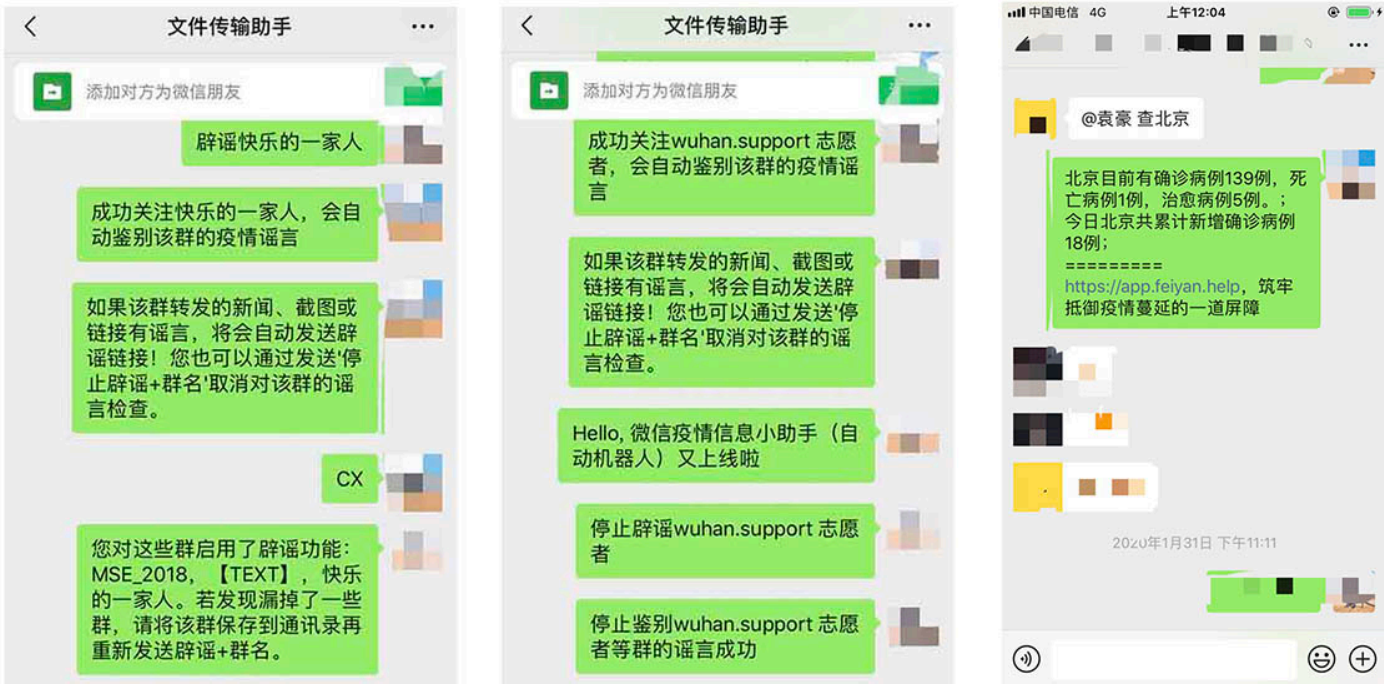 文件传输助手
添加对方为微信朋友
辟谣快乐的一家人
成功关注快乐的一家人，会自
动鉴别该群的疫情谣言
如果该群转发的新闻、截图或
链接有谣言，将会自动发送辟
谣链接！您也可以通过发送'停
止辟谣+群名'取消对该群的谣
言检查。
CX
您对这些群启用了辟谣功能：
MSE_2018，【TEXT】，快乐
的一家人。若发现漏掉了一些
群，请将该群保存到通讯录再
重新发送辟谣+群名。
文件传输助手
添加对方为微信朋友
成功关注wuhan.support 志愿
者，会自动鉴别该群的疫情谣
言
如果该群转发的新闻、截图或
链接有谣言，将会自动发送辟
谣链接！您也可以通过发送'停
止辟谣+群名'取消对该群的谣
言检查。
Hello, 微信疫情信息小助手（自
动机器人）又上线啦
停止辟谣wuhan.support 志愿
者
停止鉴别wuhan.support 志愿
者等群的谣言成功
中国电信 4G 上午12:04
@袁豪 查北京
北京目前有确诊病例139例，死
亡病例1例，治愈病例5例。；
今日北京共累计新增确诊病例
18例；
=========
https://app.feiyan.help，筑牢
抵御疫情蔓延的一道屏障
2020年1月31日 下午11:11